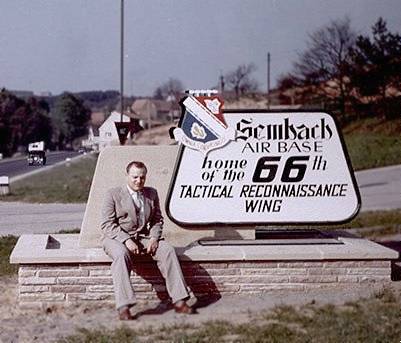 Sembach
AIR BASE
home
of the 66th
TACTICAL RECONNAISSANCE
WING